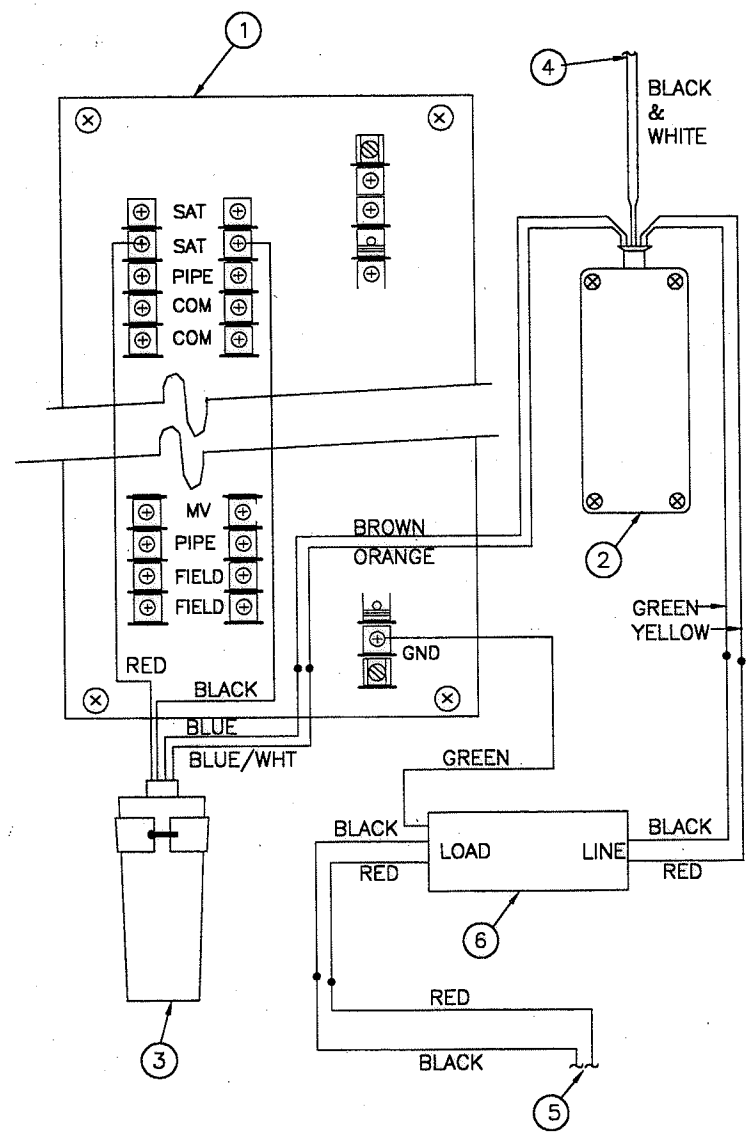 1
4
BLACK
&
WHITE
SAT
SAT
PIPE
COM
COM
MV
PIPE
FIELD
FIELD
BROWN
ORANGE
2
GREEN
YELLOW
GND
RED
BLACK
BLUE
BLUE/WHT
GREEN
BLACK
LOAD
LINE
BLACK
RED
RED
6
RED
BLACK
3
5